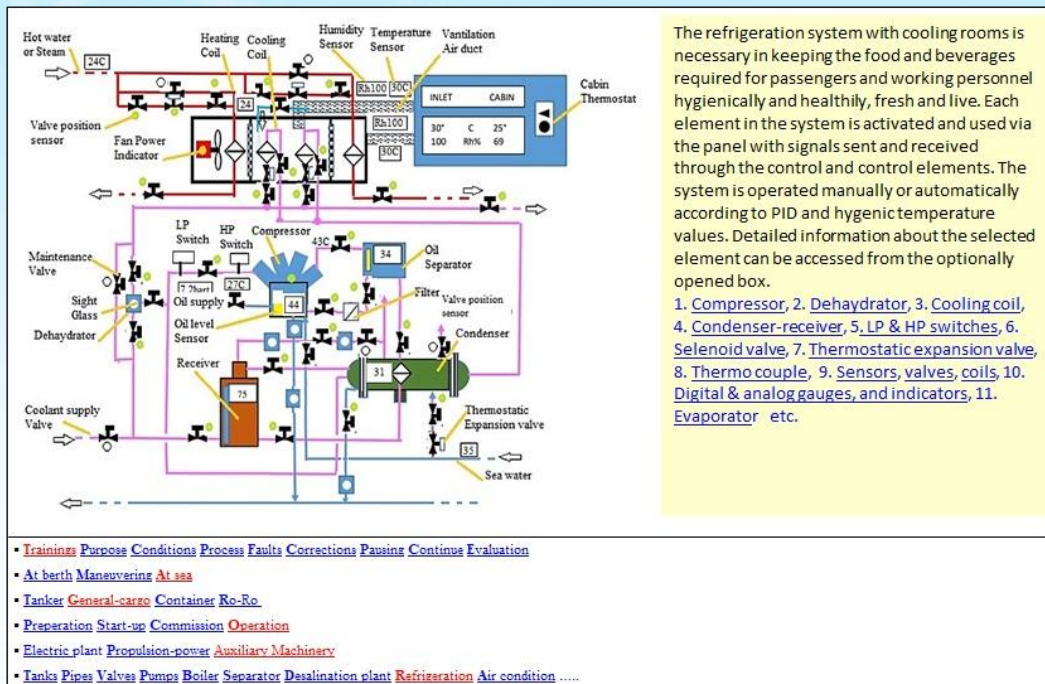 Hot water
or Steam
24C
Heating
Coil
Cooling
Coil
Humidity
Sensor
Temperature
Sensor
Vantilation
Air duct
Rh100
30C
24
INLET CABIN
Cabin
Thermostat
Valve position
sensor
Rh100
30° C 25°
100 Rh% 69
Fan Power
Indicator
30C
LP
Switch
HP
Switch
Compressor
43C
34
Oil
Separator
Maintenance
Valve
27C
Oil supply
44
Filter
Valve position
sensor
Sight
Glass
Oil level
Sensor
Condenser
Dehaydrator
Receiver
31
75
Coolant supply
Valve
Thermostatic
Expansion valve
35
Sea water
The refrigeration system with cooling rooms is
necessary in keeping the food and beverages
required for passengers and working personnel
hygienically and healthily, fresh and live. Each
element in the system is activated and used via
the panel with signals sent and received
through the control and control elements. The
system is operated manually or automatically
according to PID and hygenic temperature
values. Detailed information about the selected
element can be accessed from the optionally
opened box.
1. Compressor, 2. Dehaydrator, 3. Cooling coil,
4. Condenser-receiver, 5. LP & HP switches, 6.
Selenoid valve, 7. Thermostatic expansion valve,
8. Thermo couple, 9. Sensors, valves, coils, 10.
Digital & analog gauges, and indicators, 11.
Evaporator etc.
▪ Trainings Purpose Conditions Process Faults Corrections Pausing Continue Evaluation
▪ At berth Maneuvering At sea
▪ Tanker General-cargo Container Ro-Ro
▪ Preperation Start-up Commission Operation
▪ Electric plant Propulsion-power Auxiliary Machinery
▪ Tanks Pipes Valves Pumps Boiler Separator Desalination plant Refrigeration Air condition .....